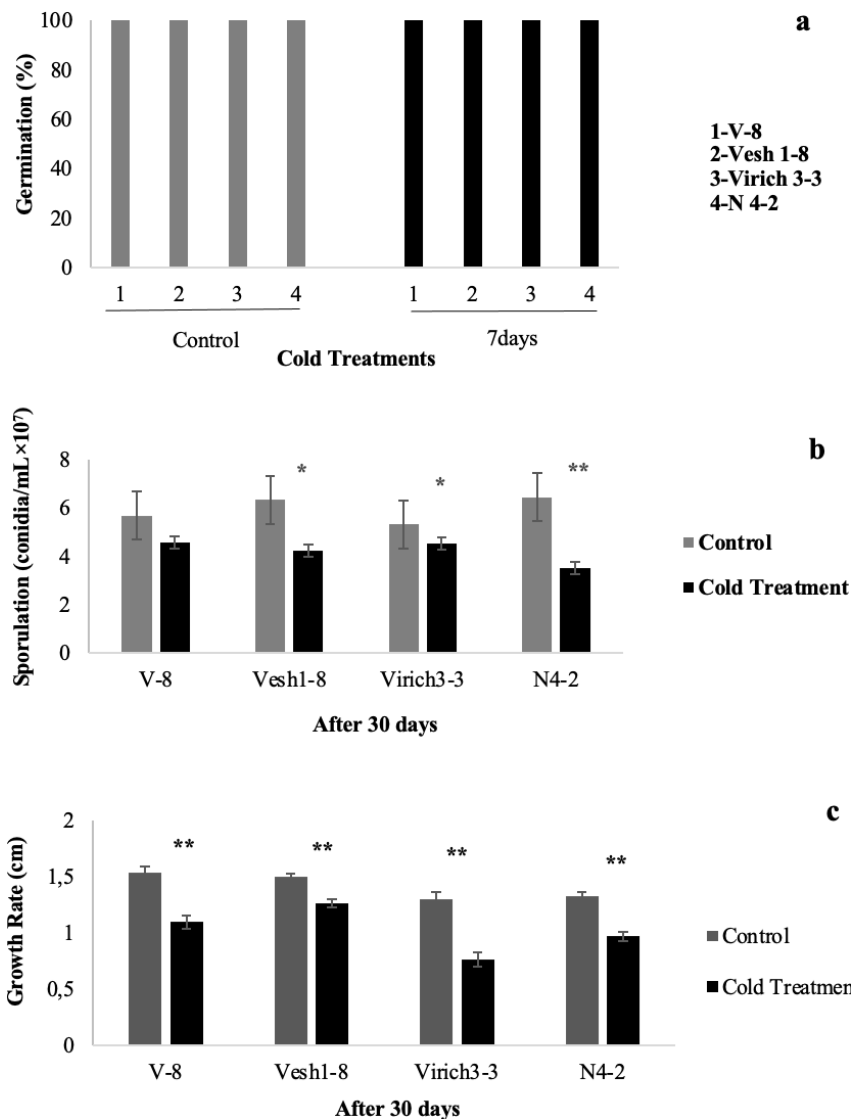 a
100
80
60
40
20
0
Germination (%)
1 2 3 4 1 2 3 4
Control 7days
Cold Treatments
1-V-8
2-Vesh 1-8
3-Virich 3-3
4-N 4-2
b
Sporulation (conidia/mL×10⁷)
8
6
4
2
0
* * **
V-8 Vesh1-8 Virich3-3 N4-2
After 30 days
Control
Cold Treatment
c
Growth Rate (cm)
2
1,5
1
0,5
0
** ** ** **
V-8 Vesh1-8 Virich3-3 N4-2
After 30 days
Control
Cold Treatmen